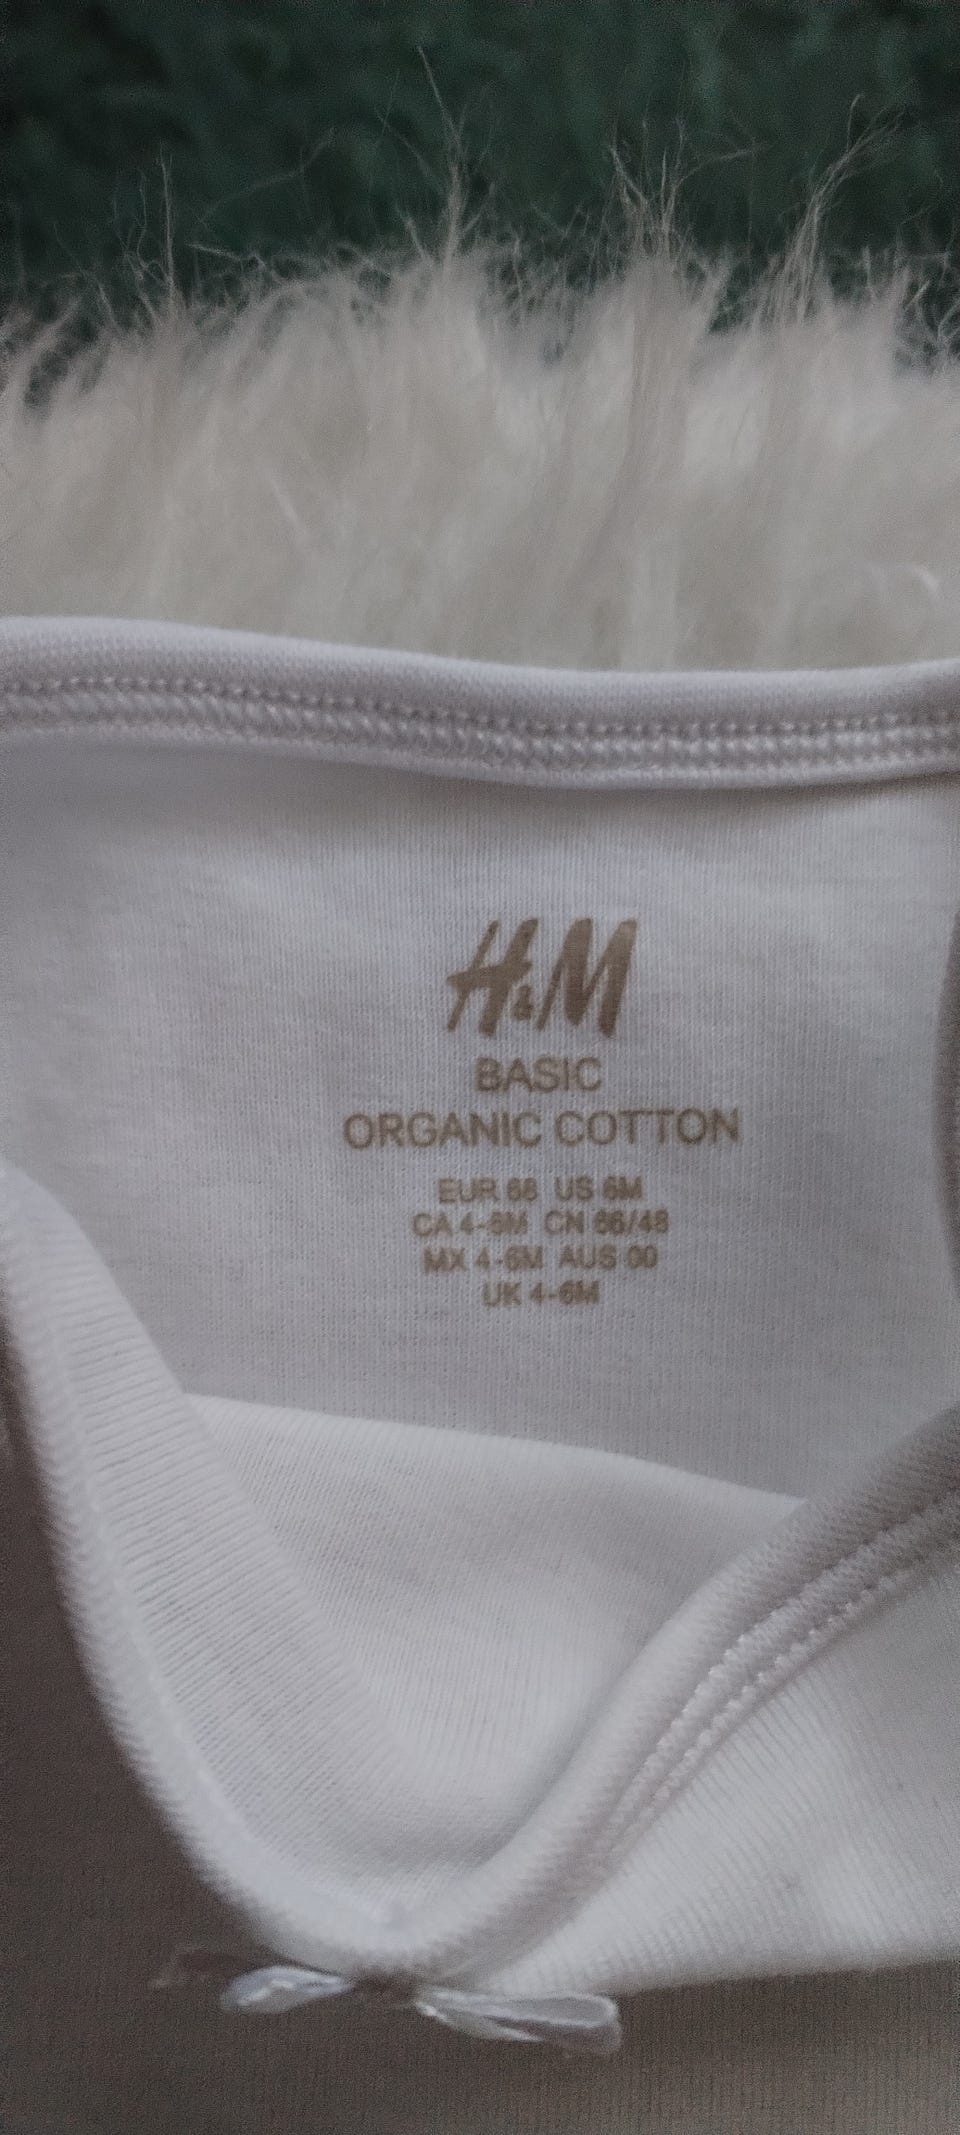 H&M
BASIC
ORGANIC COTTON
EUR 68 US 6M
CA 4-6M CN 66/48
MX 4-6M AUS 00
UK 4-6M